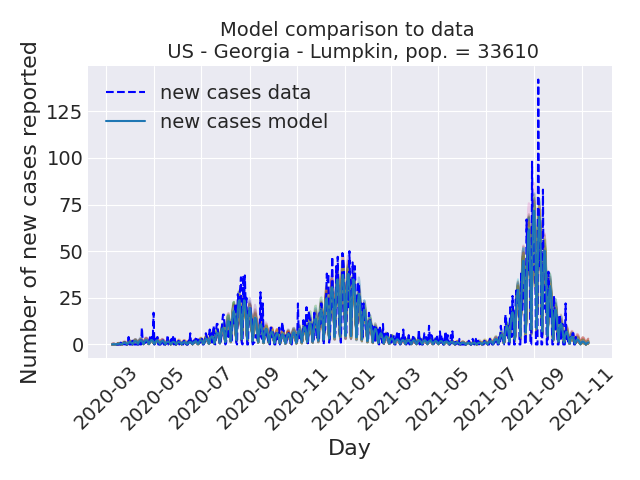 Model comparison to data
US - Georgia - Lumpkin, pop. = 33610
Number of new cases reported
new cases data
new cases model
125
100
75
50
25
0
2020-03
2020-05
2020-07
2020-09
2020-11
2021-01
2021-03
2021-05
2021-07
2021-09
2021-11
Day